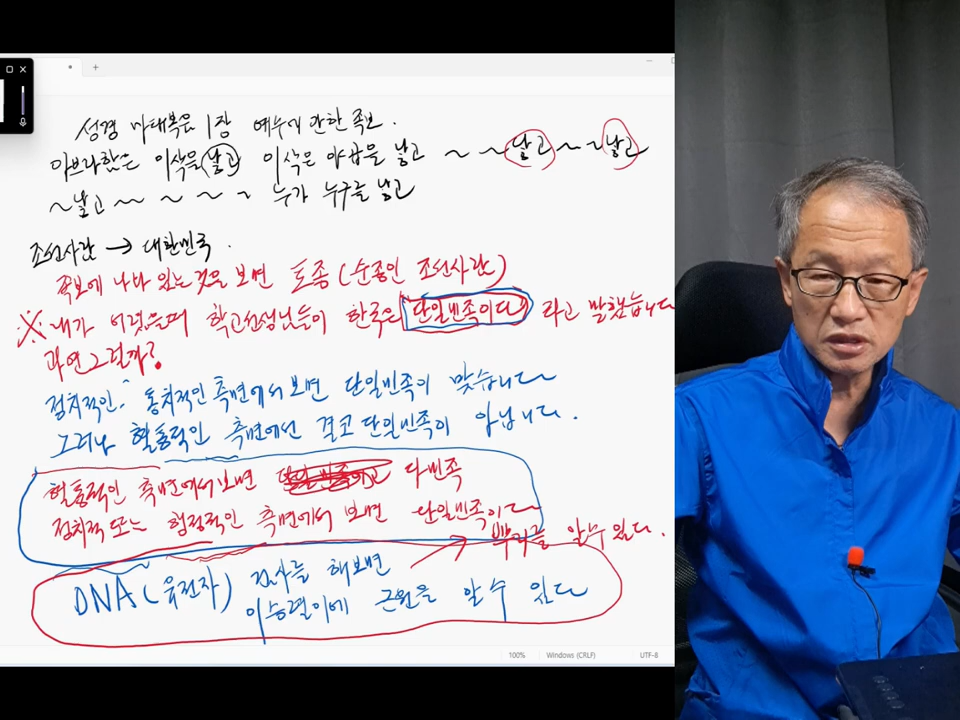 성경 마태복음 1장 예수에 관한 족보.
아브라함은 이삭을 낳고 이삭은 야곱을 낳고 ~ ~ 낳고 ~ ~ 낳고
~ 낳고 ~ ~ ~ ~ 누가 누구를 낳고
조선사람 → 대한민국.
족보에 나와 있는 것을 보면 토종(순종인 조선사람)
※ 내가 어렸을때 학교선생님들이 한국은 단일민족이다 라고 말했습니다
과연 그럴까?
정치적인, 통치적인 측면에서 보면 단일민족이 맞습니다
그러나 혈통적인 측면에선 결코 단일민족이 아닙니다.
혈통적인 측면에서 보면 다민족
정치적 또는 행정적인 측면에서 보면 단일민족이다
뿌리를 알수 있다.
DNA(유전자) 검사를 해보면
이승결이에 근원을 알 수 있다
100% Windows (CRLF) UTF-8